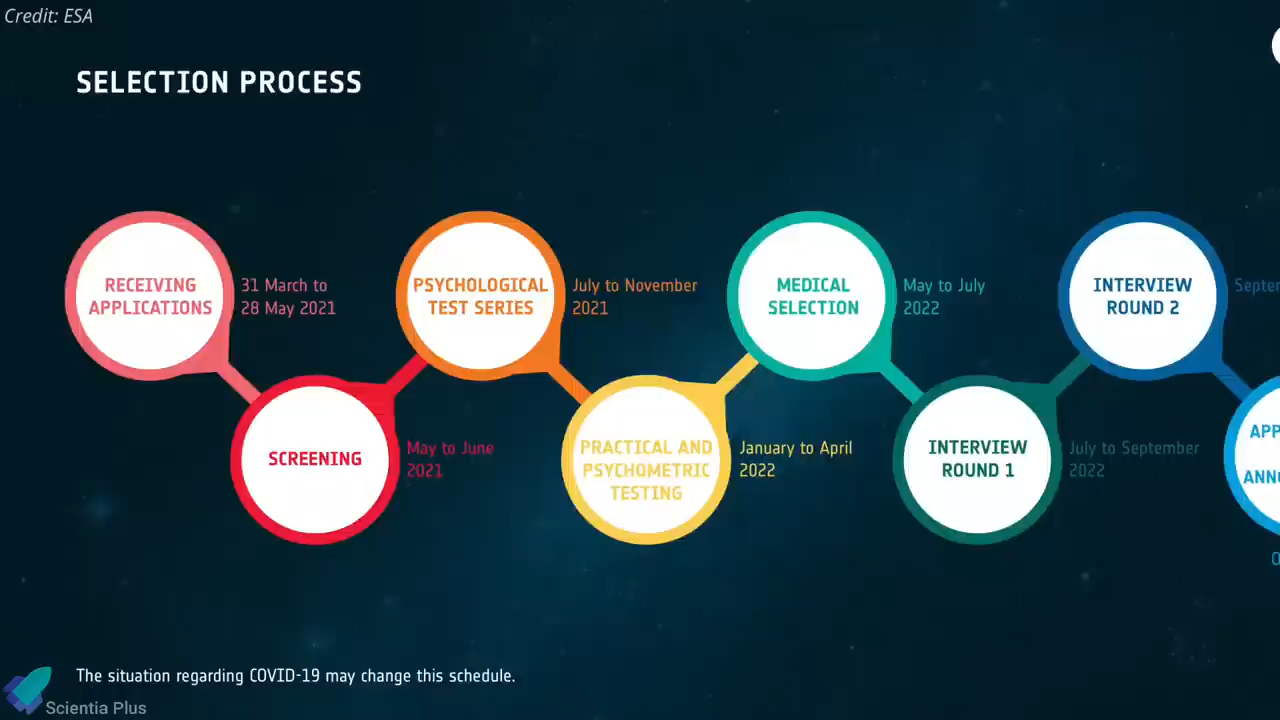 Credit: ESA
SELECTION PROCESS
RECEIVING
APPLICATIONS
31 March to
28 May 2021
SCREENING
May to June
2021
PSYCHOLOGICAL
TEST SERIES
July to November
2021
PRACTICAL AND
PSYCHOMETRIC
TESTING
January to April
2022
MEDICAL
SELECTION
May to July
2022
INTERVIEW
ROUND 1
July to September
2022
INTERVIEW
ROUND 2
The situation regarding COVID-19 may change this schedule.
Scientia Plus